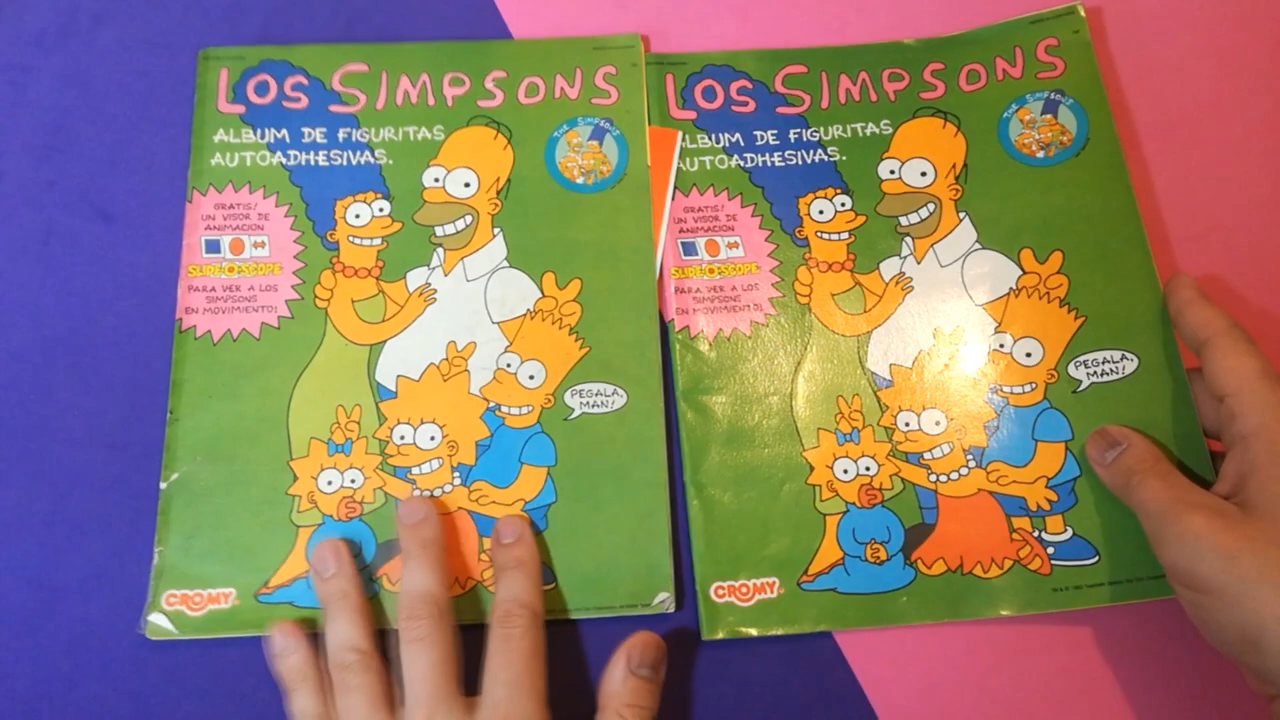 LOS SIMPSONS
ALBUM DE FIGURITAS
AUTOADHESIVAS.
THE SIMPSONS
GRATIS!
UN VISOR DE
ANIMACION
SLIDE-O-SCOPE
PARA VER A LOS
SIMPSONS
EN MOVIMIENTO!
PEGALA,
MAN!
CROMY
LOS SIMPSONS
ALBUM DE FIGURITAS
AUTOADHESIVAS.
THE SIMPSONS
GRATIS!
UN VISOR DE
ANIMACION
SLIDE-O-SCOPE
PARA VER A LOS
SIMPSONS
EN MOVIMIENTO!
PEGALA,
MAN!
CROMY